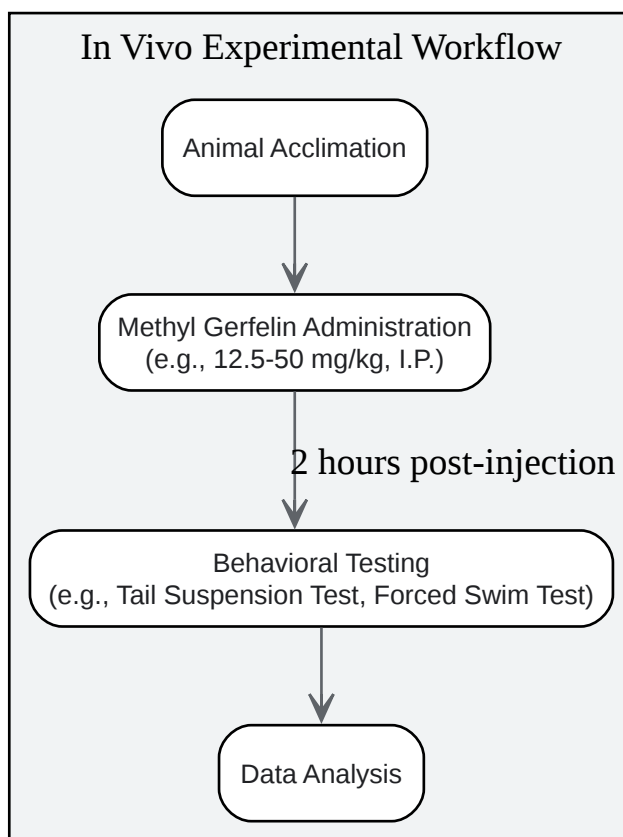 In Vivo Experimental Workflow
Animal Acclimation
Methyl Gerfelin Administration
(e.g., 12.5-50 mg/kg, I.P.)
2 hours post-injection
Behavioral Testing
(e.g., Tail Suspension Test, Forced Swim Test)
Data Analysis